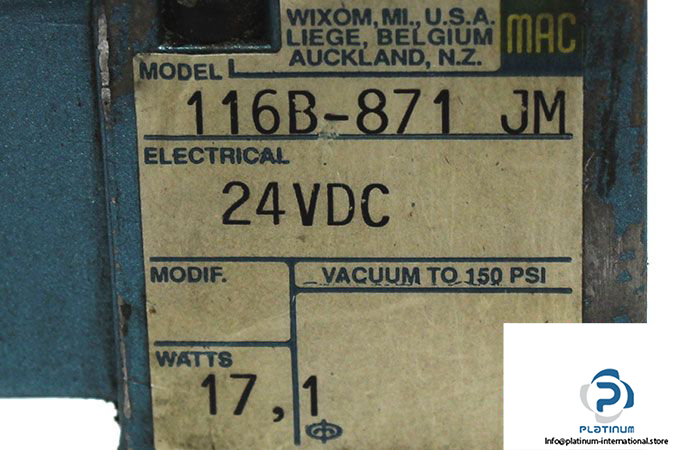 WIXOM, MI., U.S.A.
LIEGE, BELGIUM
AUCKLAND, N.Z.
MAC
MODEL
116B-871 JM
ELECTRICAL
24VDC
MODIF.
VACUUM TO 150 PSI
WATTS
17,1
PLATINUM
Info@platinum-international.store